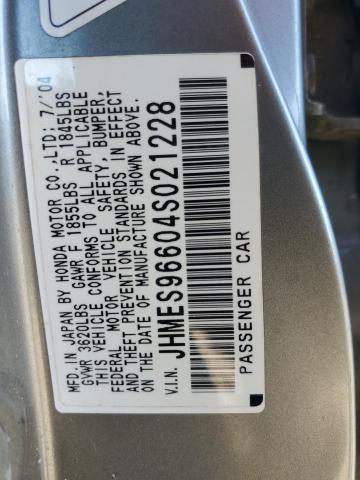 MFD. IN JAPAN BY HONDA MOTOR CO.,LTD; 7/'04
GVWR 3620LBS GAWR F 1855LBS R 1845LBS
THIS VEHICLE CONFORMS TO ALL APPLICABLE
FEDERAL MOTOR VEHICLE SAFETY, BUMPER,
AND THEFT PREVENTION STANDARDS IN EFFECT
ON THE DATE OF MANUFACTURE SHOWN ABOVE.
V.I.N. JHMES96604S021228
PASSENGER CAR